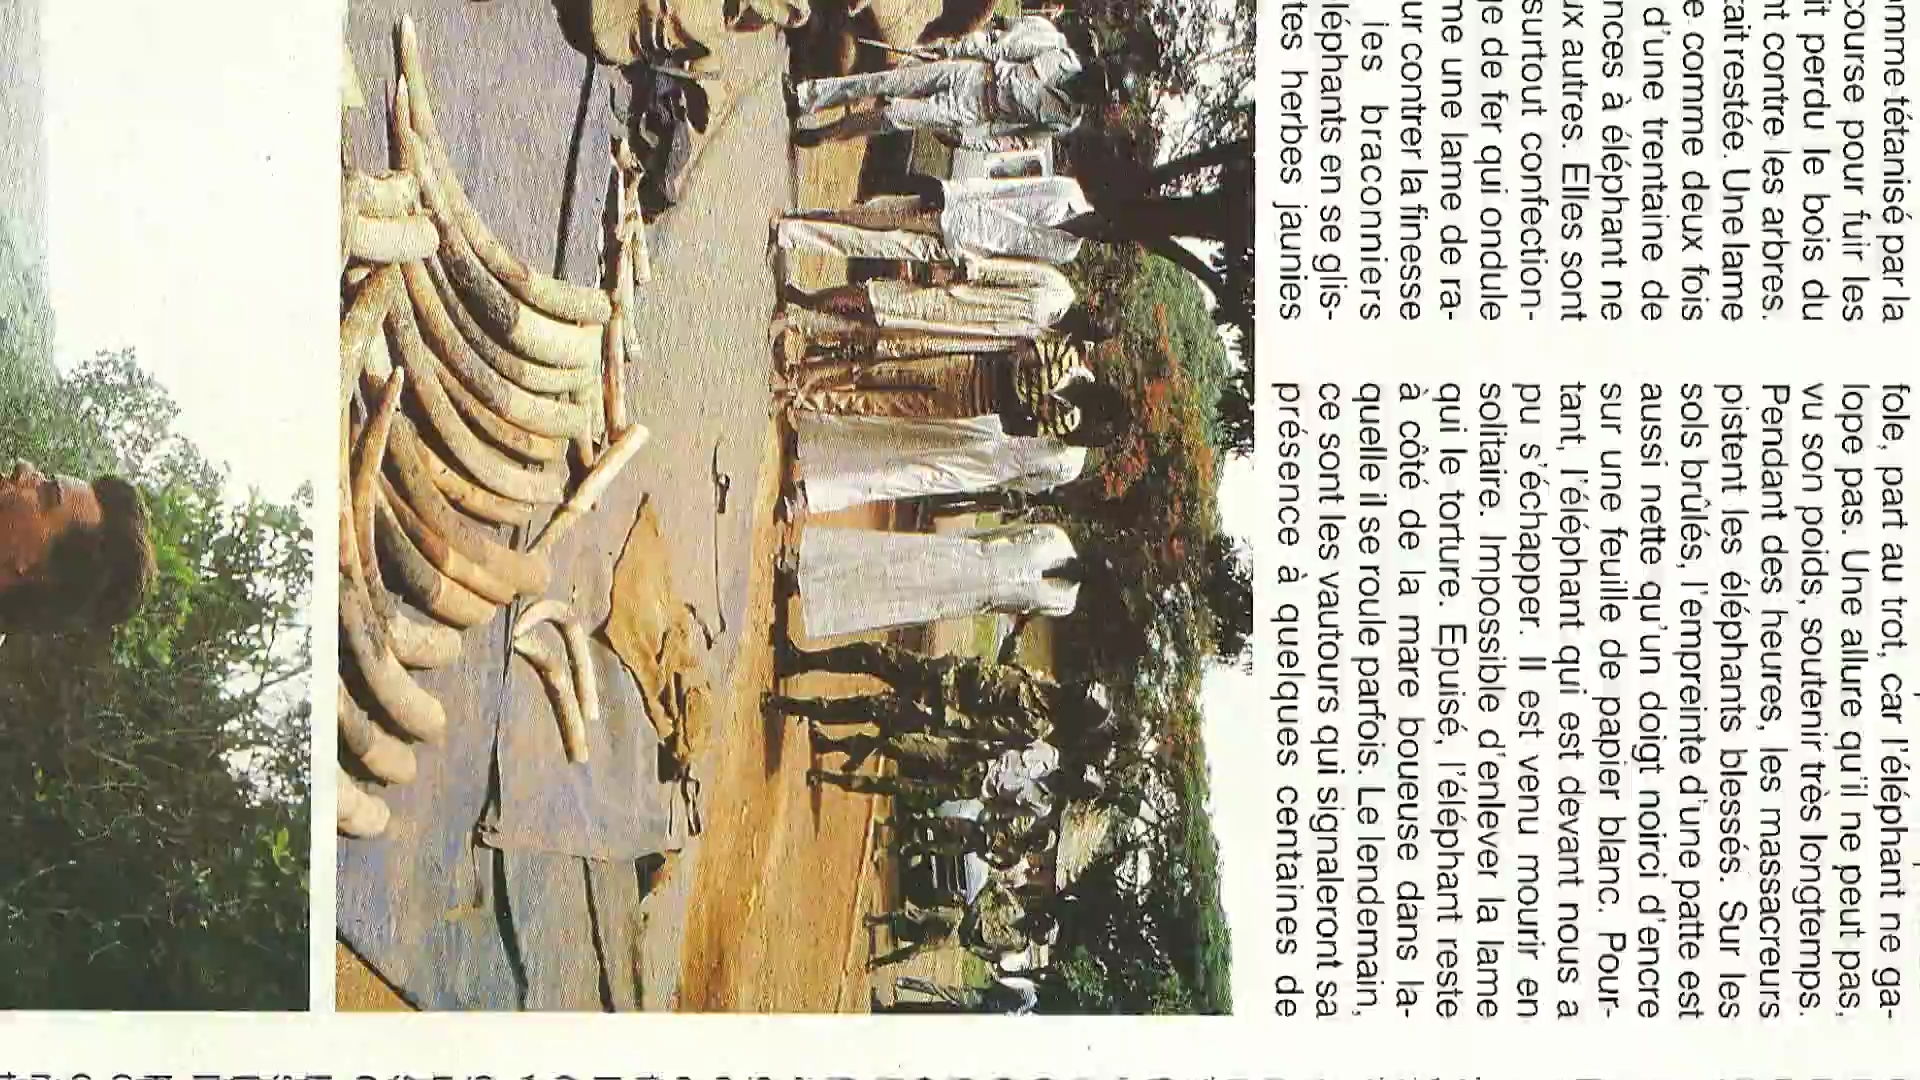 omme tétanisé par la
course pour fuir les
it perdu le bois du
nt contre les arbres.
tait restée. Une lame
e comme deux fois
d'une trentaine de
nces à éléphant ne
ux autres. Elles sont
surtout confection-
ge de fer qui ondule
me une lame de ra-
ur contrer la finesse
les braconniers
léphants en se glis-
tes herbes jaunies
fole, part au trot, car l'éléphant ne ga-
lope pas. Une allure qu'il ne peut pas,
vu son poids, soutenir très longtemps.
Pendant des heures, les massacreurs
pistent les éléphants blessés. Sur les
sols brûlés, l'empreinte d'une patte est
aussi nette qu'un doigt noirci d'encre
sur une feuille de papier blanc. Pour-
tant, l'éléphant qui est devant nous a
pu s'échapper. Il est venu mourir en
solitaire. Impossible d'enlever la lame
qui le torture. Epuisé, l'éléphant reste
à côté de la mare boueuse dans la-
quelle il se roule parfois. Le lendemain,
ce sont les vautours qui signaleront sa
présence à quelques centaines de